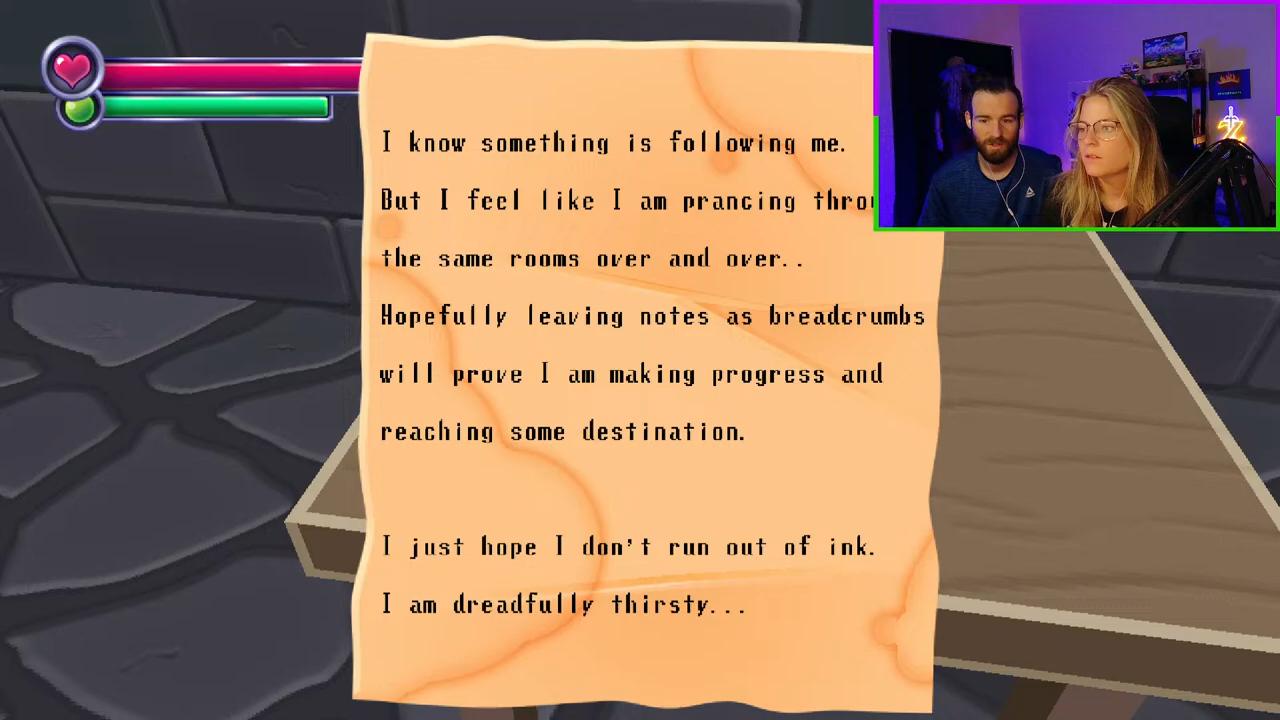 I know something is following me.
But I feel like I am prancing
the same rooms over and over..
Hopefully leaving notes as breadcrumbs
will prove I am making progress and
reaching some destination.
I just hope I don't run out of ink.
I am dreadfully thirsty...